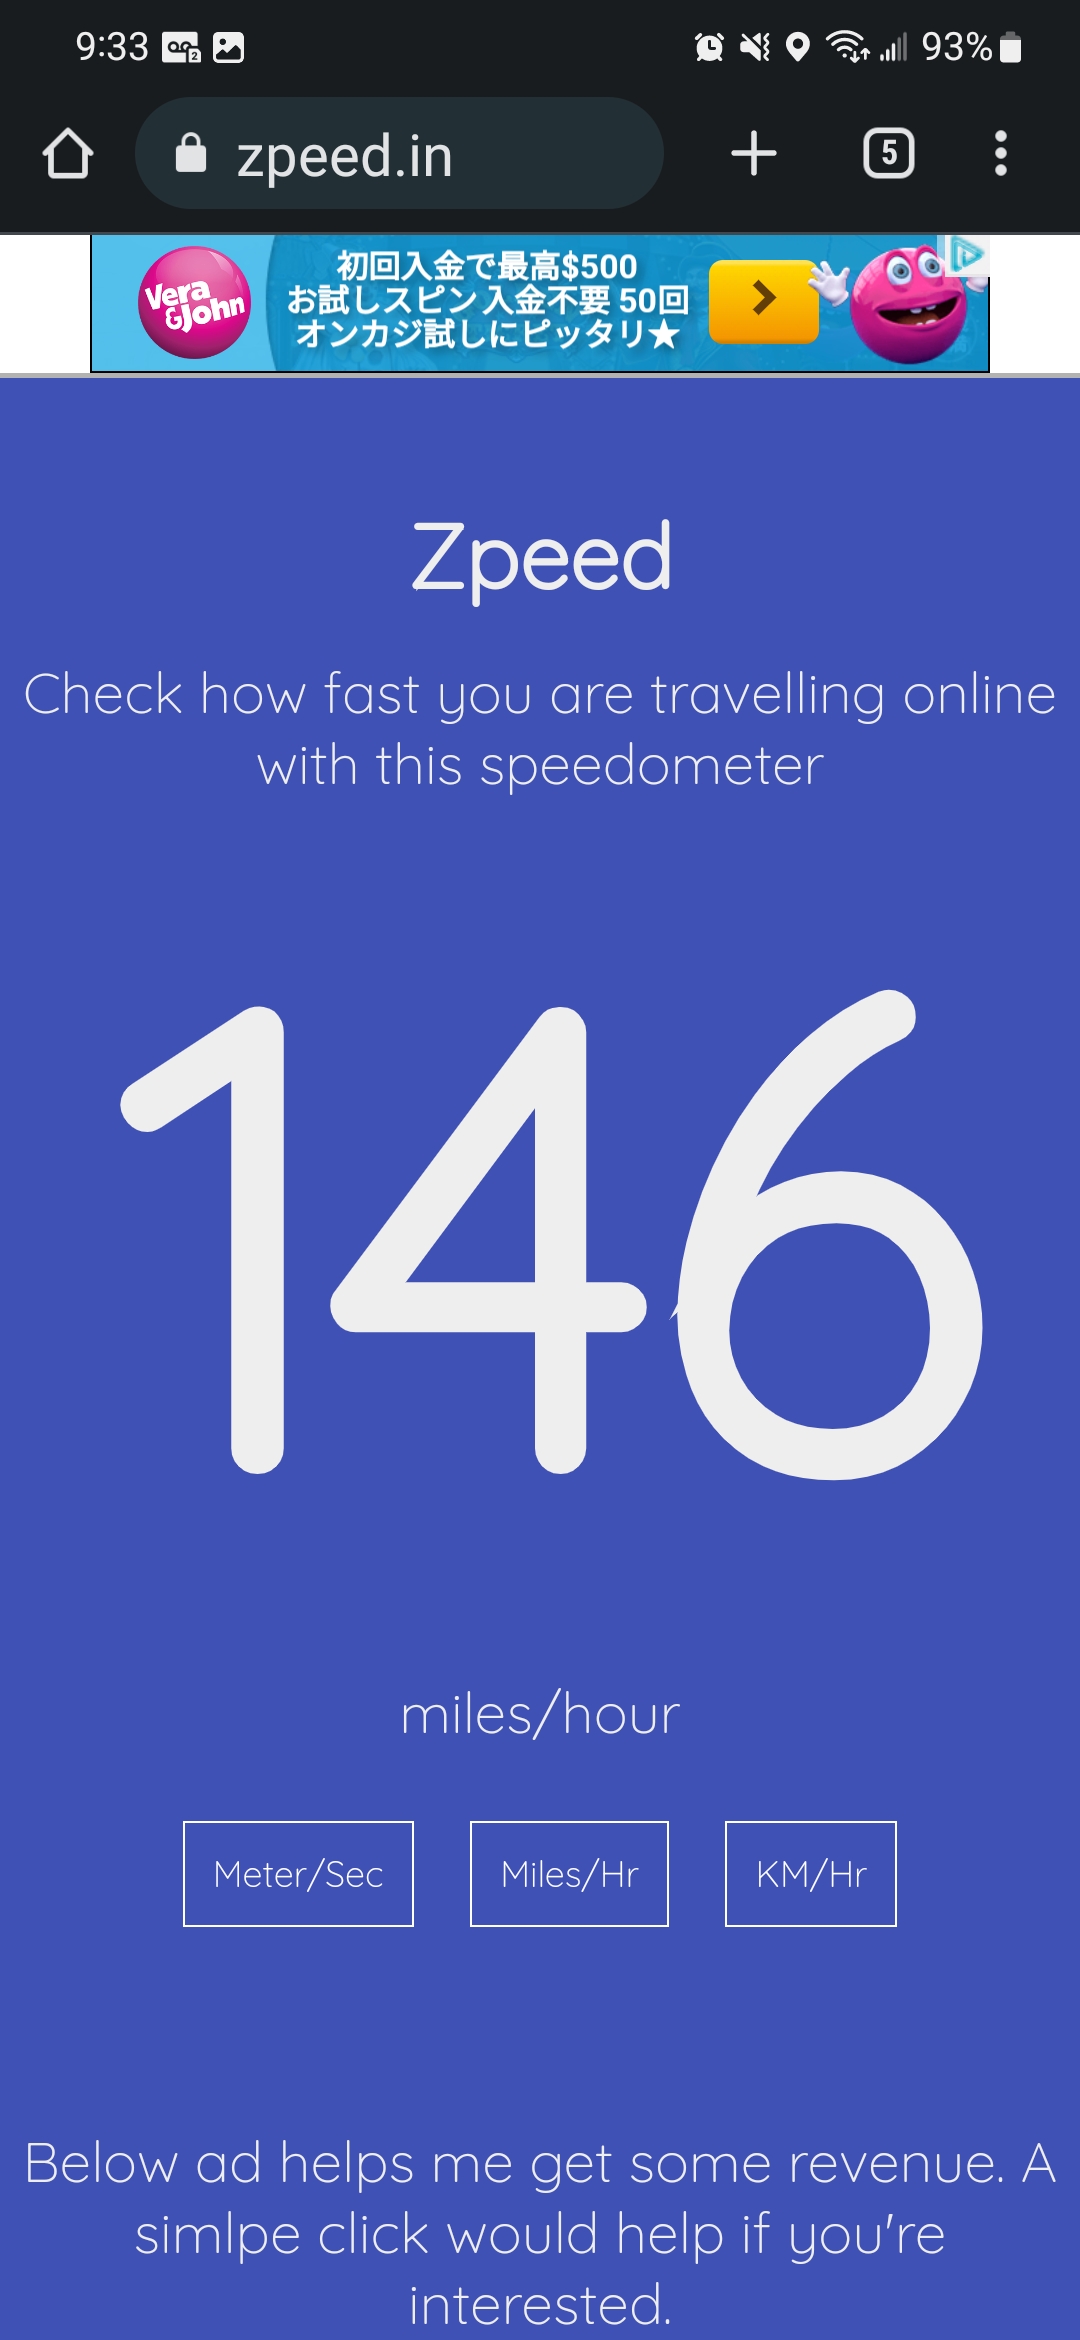 9:33
2
93%
zpeed.in
5
Vera
&John
初回入金で最高$500
お試しスピン 入金不要 50回
オンカジ試しにピッタリ★
Zpeed
Check how fast you are travelling online
with this speedometer
146
miles/hour
Meter/Sec
Miles/Hr
KM/Hr
Below ad helps me get some revenue. A
simlpe click would help if you're
interested.